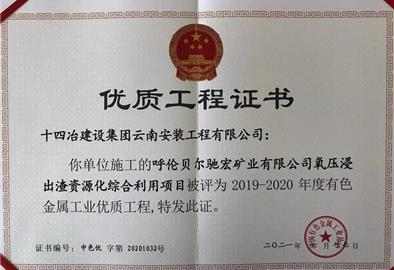 优质工程证书
十四冶建设集团云南安装工程有限公司：
你单位施工的呼伦贝尔驰宏矿业有限公司氧压浸
出渣资源化综合利用项目被评为2019-2020年度有色
金属工业优质工程,特发此证。
证书编号：中色优 字第 20201032号
二〇二一年 月 日